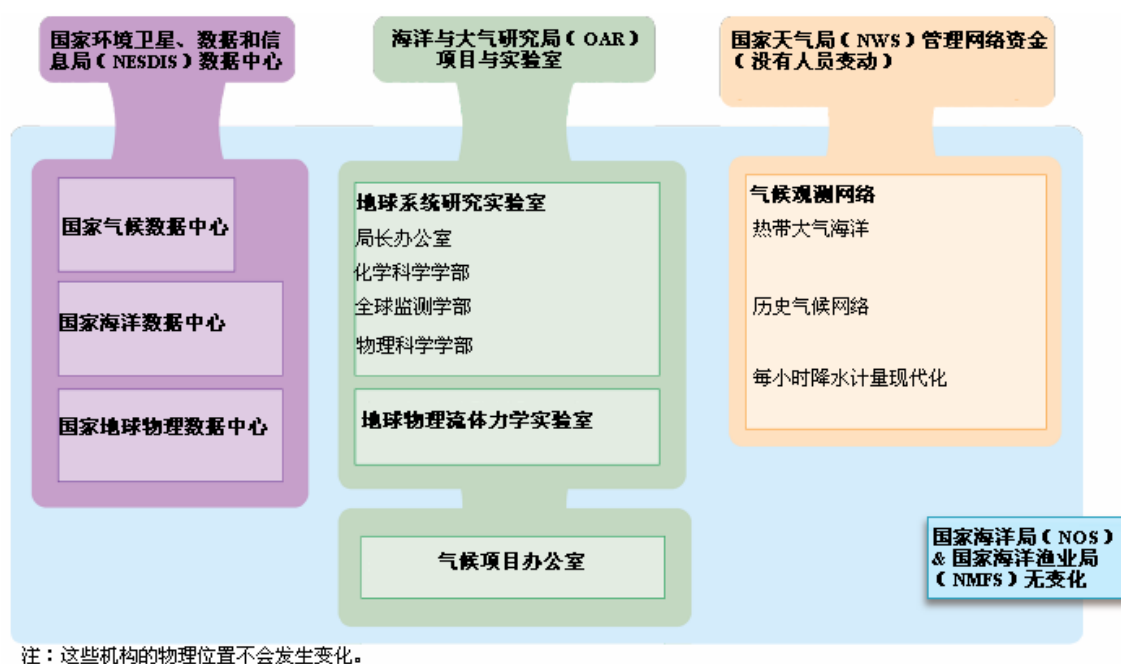 国家环境卫星、数据和信
息局（NESDIS）数据中心
海洋与大气研究局（OAR）
项目与实验室
国家天气局（NWS）管理网络资金
（没有人员变动）
国家气候数据中心
国家海洋数据中心
国家地球物理数据中心
地球系统研究实验室
局长办公室
化学科学学部
全球监测学部
物理科学学部
地球物理流体力学实验室
气候项目办公室
气候观测网络
热带大气海洋
历史气候网络
每小时降水计量现代化
国家海洋局（NOS）
& 国家海洋渔业局
（NMFS）无变化
注：这些机构的物理位置不会发生变化。